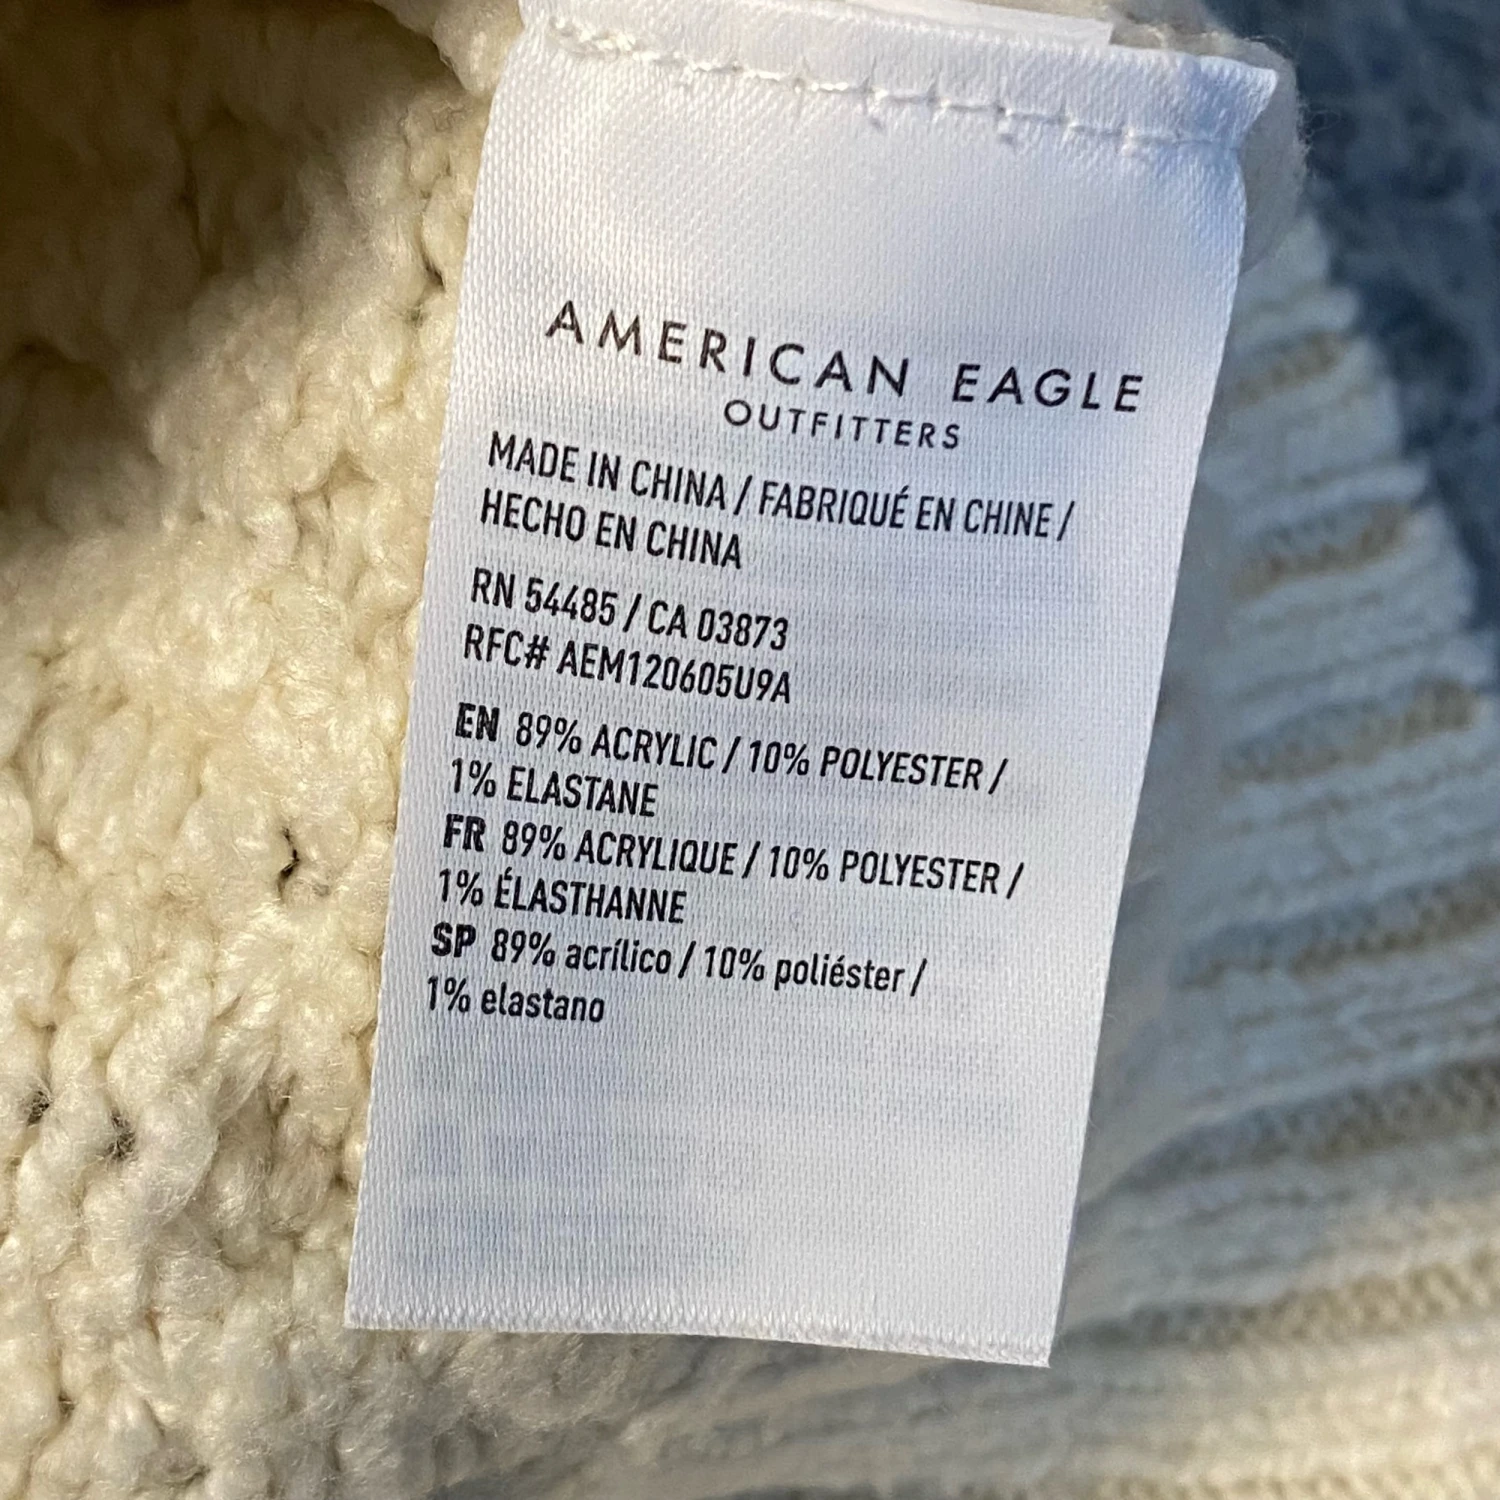 AMERICAN EAGLE
OUTFITTERS
MADE IN CHINA / FABRIQUÉ EN CHINE /
HECHO EN CHINA
RN 54485 / CA 03873
RFC# AEM120605U9A
EN 89% ACRYLIC / 10% POLYESTER /
1% ELASTANE
FR 89% ACRYLIQUE / 10% POLYESTER /
1% ÉLASTHANNE
SP 89% acrílico / 10% poliéster /
1% elastano